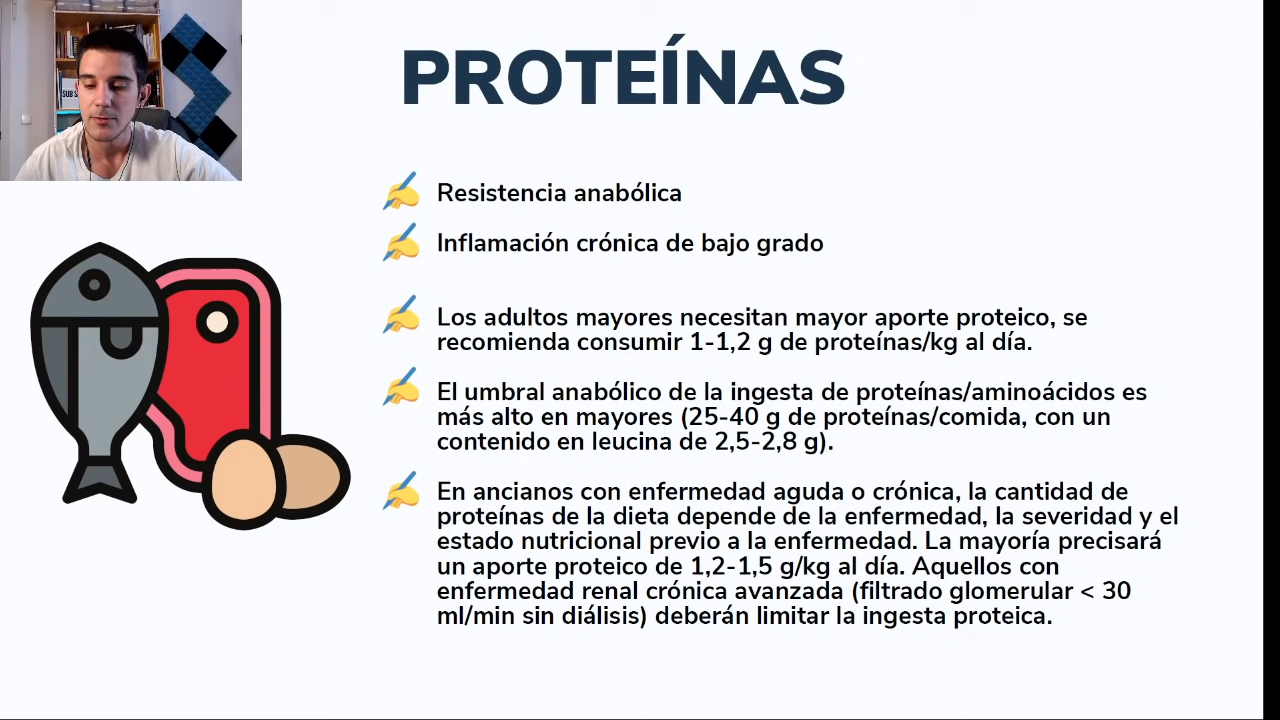 PROTEÍNAS
Resistencia anabólica
Inflamación crónica de bajo grado
Los adultos mayores necesitan mayor aporte proteico, se
recomienda consumir 1-1,2 g de proteínas/kg al día.
El umbral anabólico de la ingesta de proteínas/aminoácidos es
más alto en mayores (25-40 g de proteínas/comida, con un
contenido en leucina de 2,5-2,8 g).
En ancianos con enfermedad aguda o crónica, la cantidad de
proteínas de la dieta depende de la enfermedad, la severidad y el
estado nutricional previo a la enfermedad. La mayoría precisará
un aporte proteico de 1,2-1,5 g/kg al día. Aquellos con
enfermedad renal crónica avanzada (filtrado glomerular < 30
ml/min sin diálisis) deberán limitar la ingesta proteica.